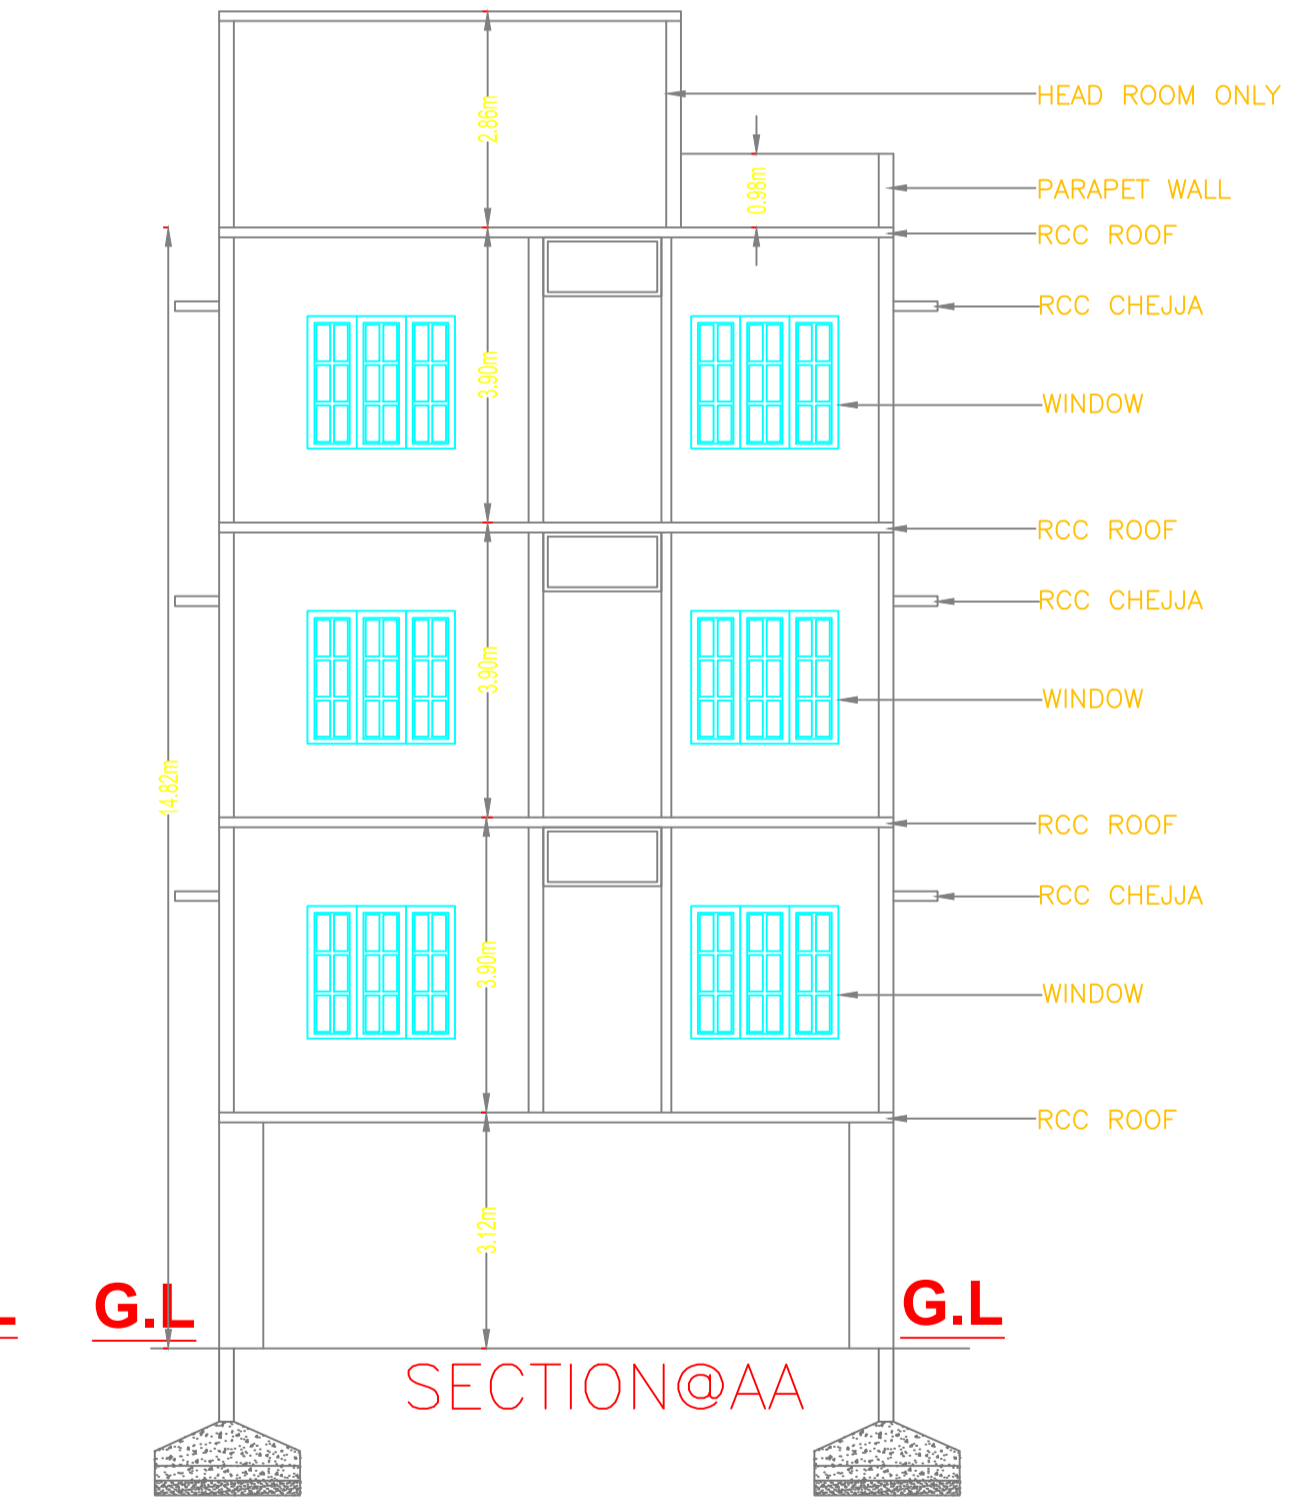 HEAD ROOM ONLY
2.86m
PARAPET WALL
0.98m
RCC ROOF
RCC CHEJJA
3.90m
WINDOW
RCC ROOF
RCC CHEJJA
3.90m
WINDOW
14.82m
RCC ROOF
RCC CHEJJA
3.90m
WINDOW
RCC ROOF
3.12m
G.L
G.L
SECTION@AA